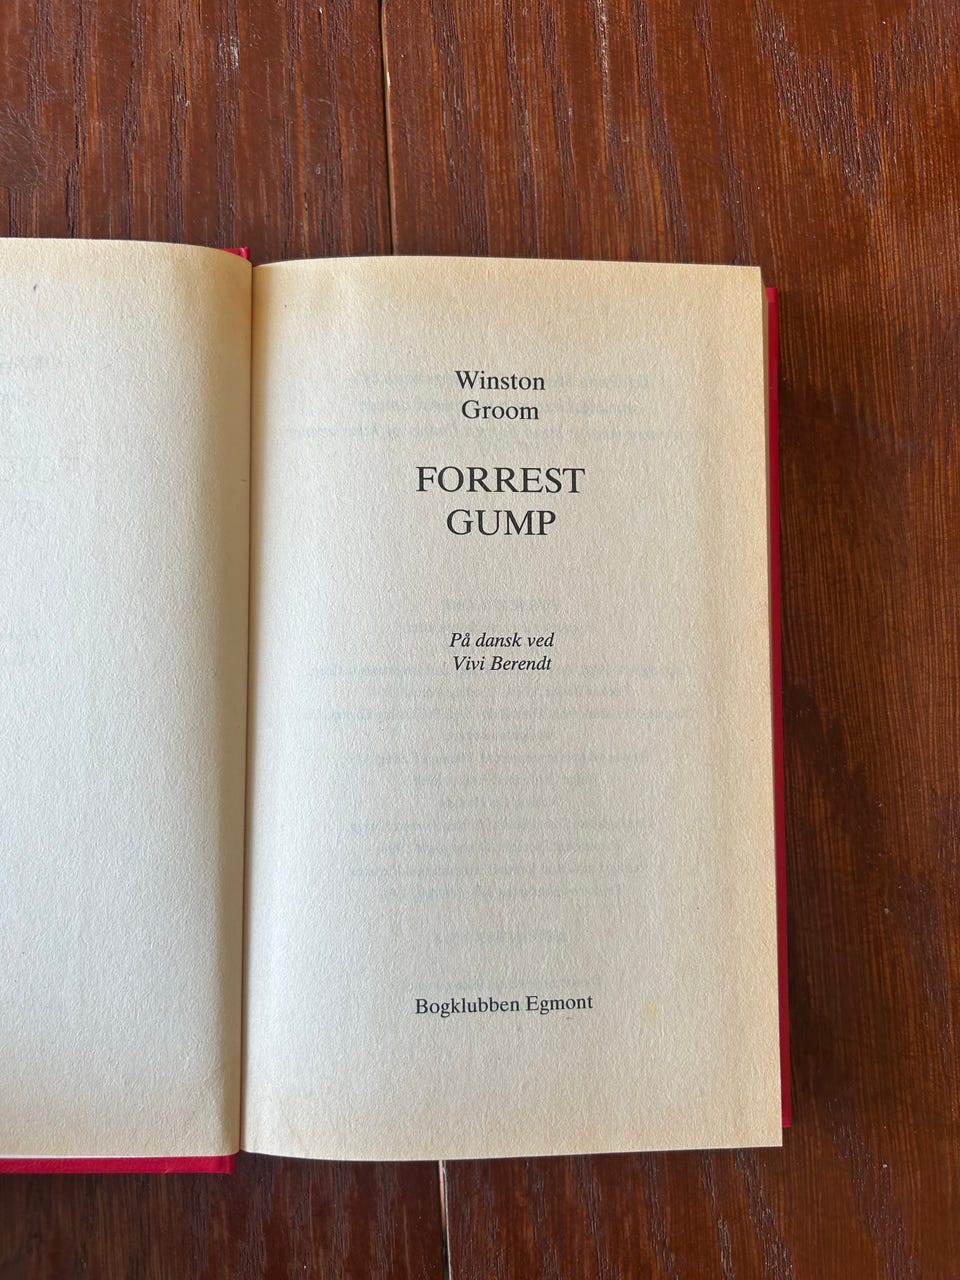 Winston
Groom
FORREST
GUMP
På dansk ved
Vivi Berendt
Bogklubben Egmont